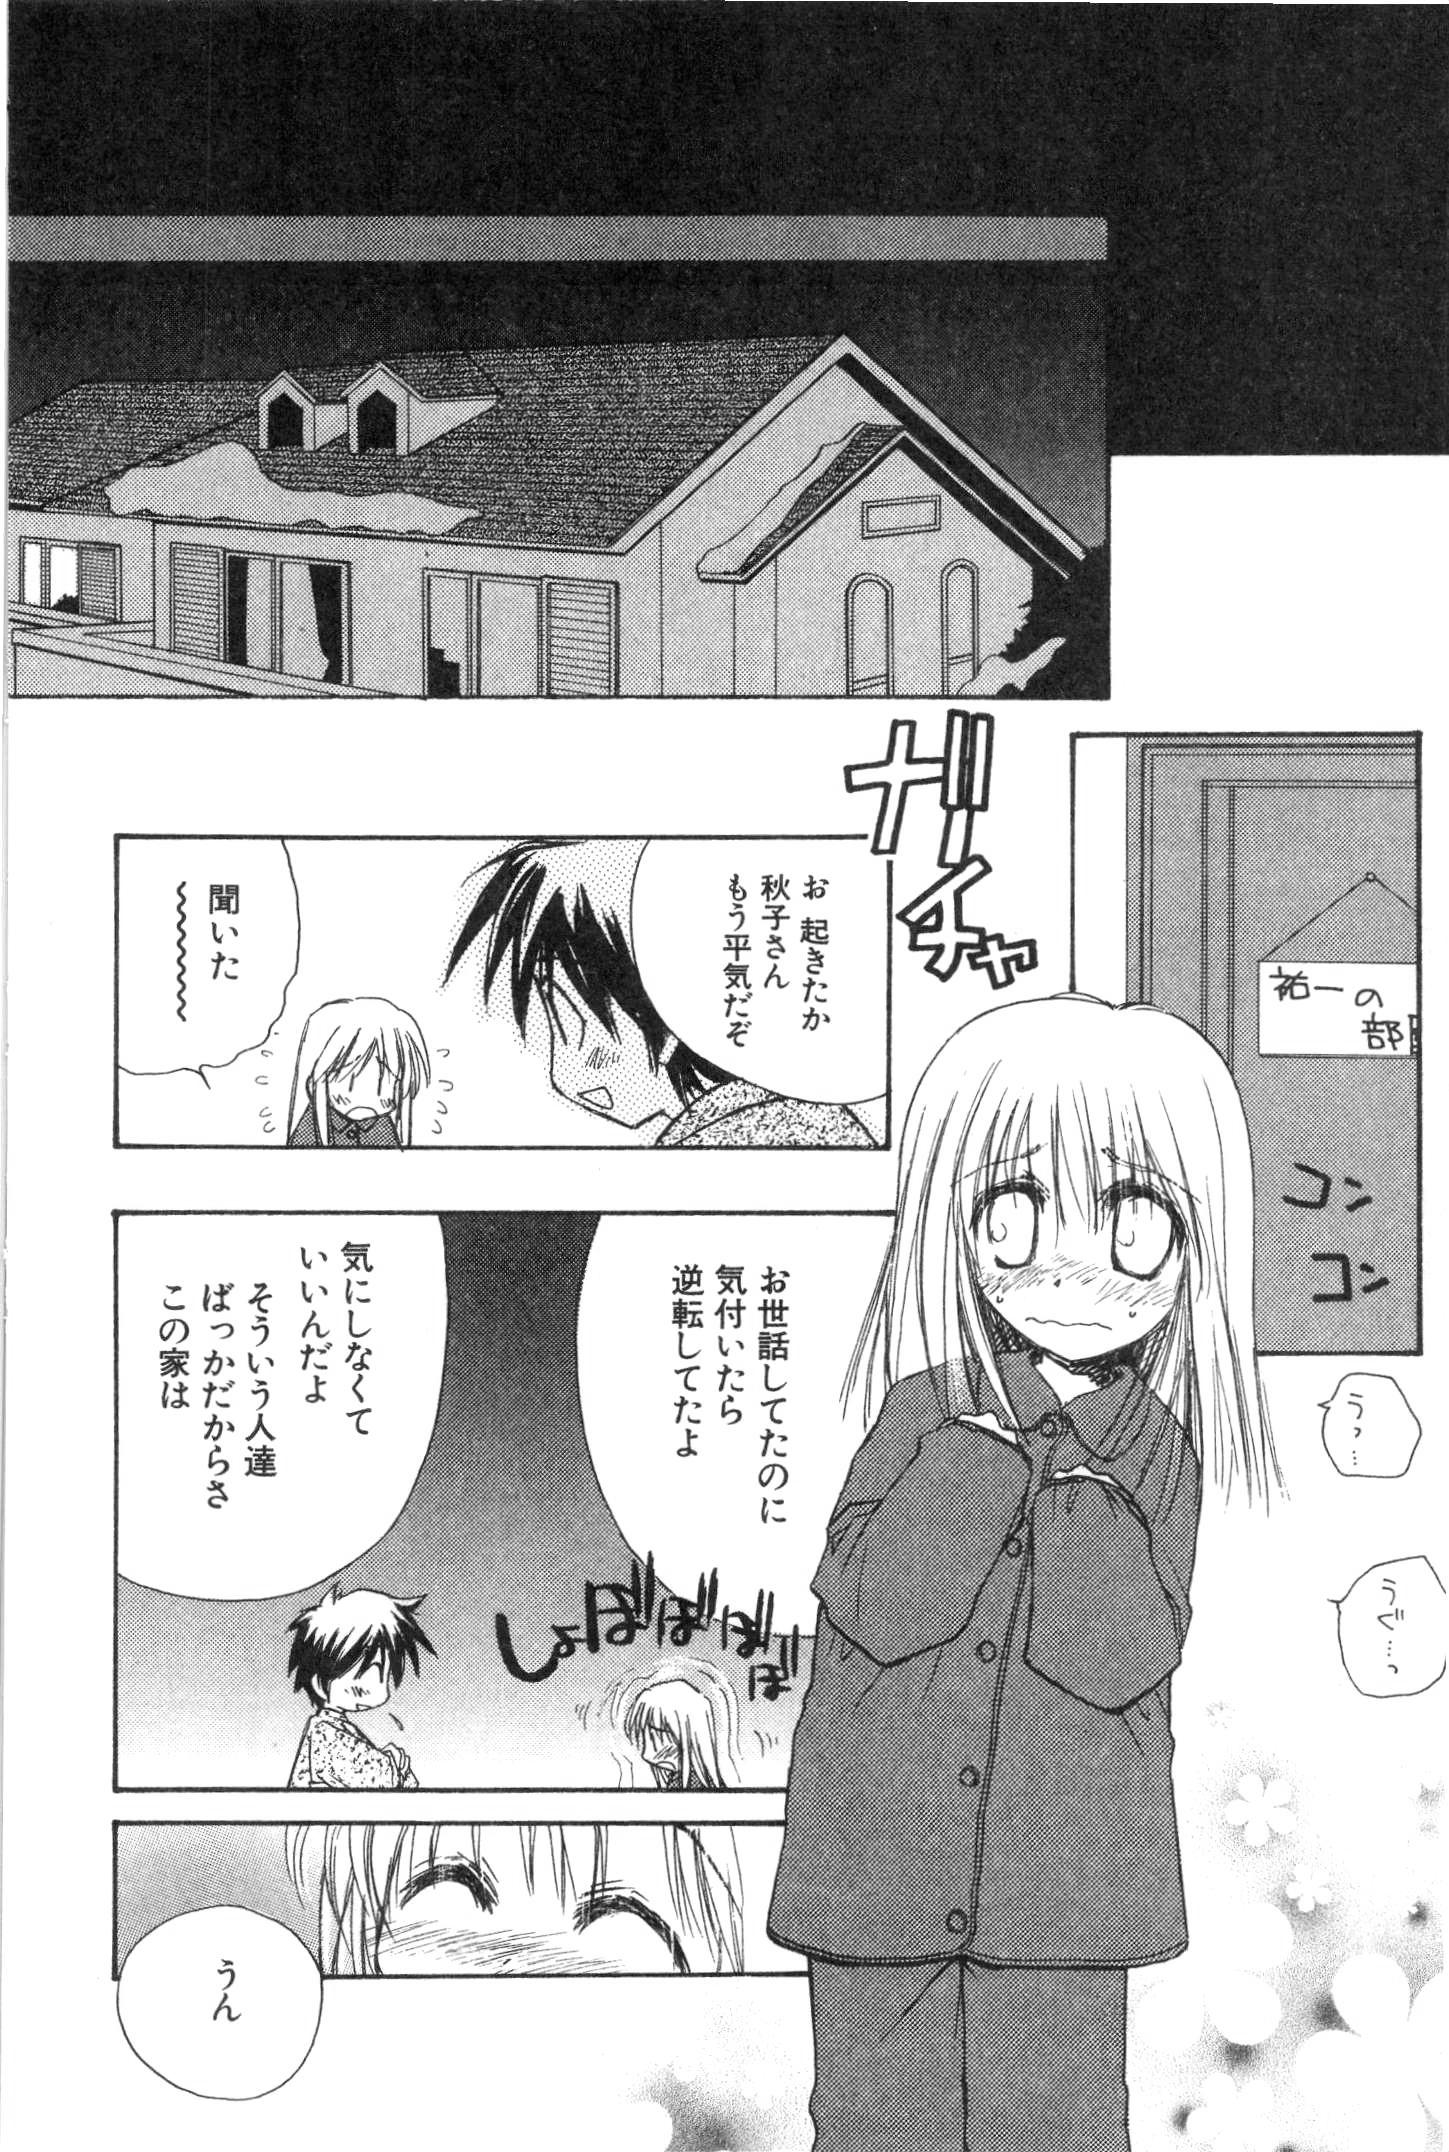 祐一の
部
コン
コン
うっ…
うぐ…っ
ガチャ
お 起きたか
秋子さん
もう平気だぞ
聞いた
お世話してたのに
気付いたら
逆転してたよ
しょぼぼぼぼ
気にしなくて
いいんだよ
そういう人達
ばっかだからさ
この家は
うん